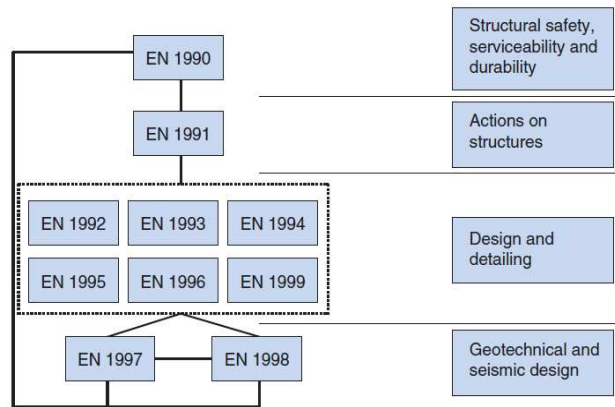 Structural safety,
serviceability and
durability
EN 1990
EN 1991
Actions on
structures
EN 1992
EN 1993
EN 1994
EN 1995
EN 1996
EN 1999
Design and
detailing
EN 1997
EN 1998
Geotechnical and
seismic design